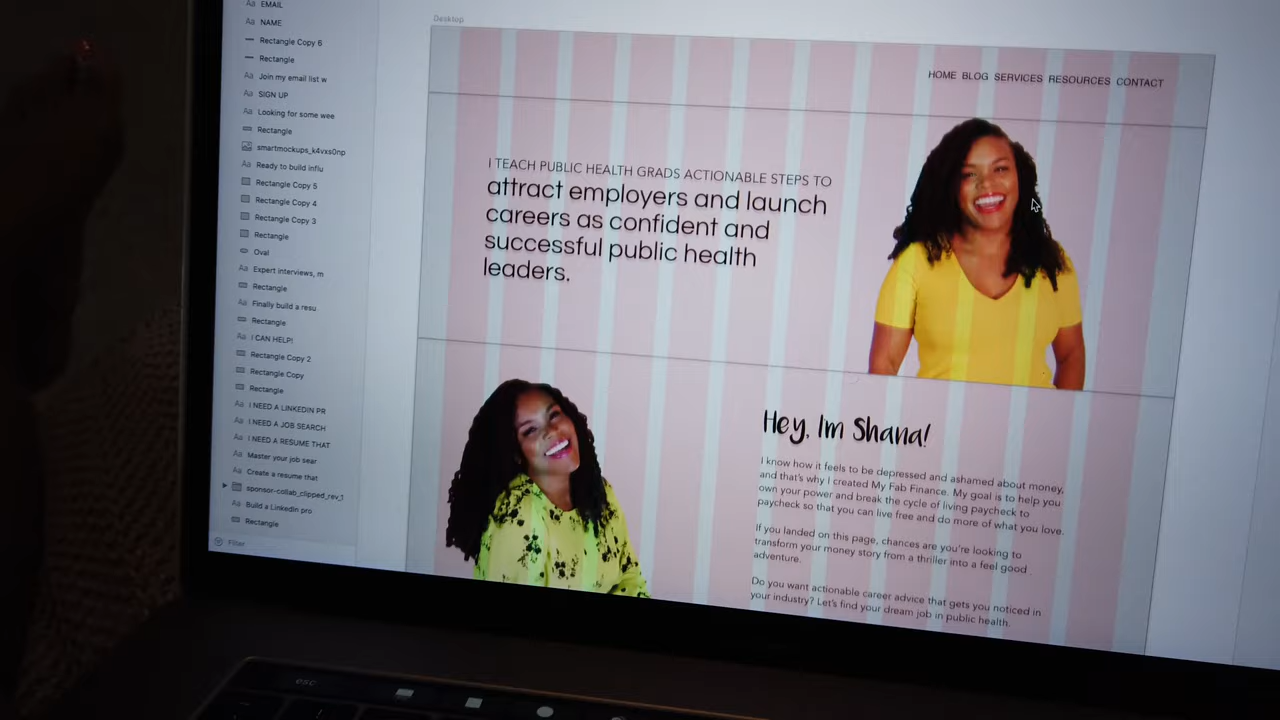 EMAIL
NAME
Rectangle Copy 6
Rectangle
Join my email list w
SIGN UP
Looking for some wee
Rectangle
smartmockups_k4vxs0np
Ready to build influ
Rectangle Copy 5
Rectangle Copy 4
Rectangle Copy 3
Rectangle
Oval
Expert interviews, m
Rectangle
Finally build a resu
Rectangle
I CAN HELP!
Rectangle Copy 2
Rectangle Copy
Rectangle
I NEED A LINKEDIN PR
I NEED A JOB SEARCH
I NEED A RESUME THAT
Master your job sear
Create a resume that
sponsor-collab_clipped_rev_1
Build a LinkedIn pro
Rectangle
Filter
Desktop
HOME BLOG SERVICES RESOURCES CONTACT
I TEACH PUBLIC HEALTH GRADS ACTIONABLE STEPS TO
attract employers and launch
careers as confident and
successful public health
leaders.
Hey, Im Shana!
I know how it feels to be depressed and ashamed about money,
and that's why I created My Fab Finance. My goal is to help you
own your power and break the cycle of living paycheck to
paycheck so that you can live free and do more of what you love.
If you landed on this page, chances are you're looking to
transform your money story from a thriller into a feel good
adventure.
Do you want actionable career advice that gets you noticed in
your industry? Let's find your dream job in public health.
esc